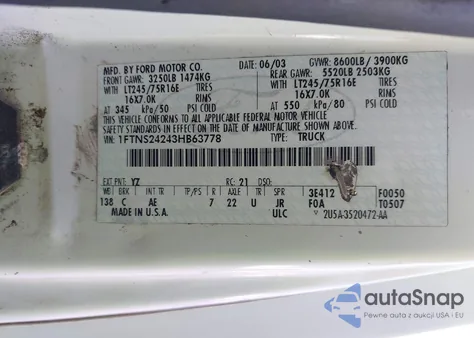 MFD. BY FORD MOTOR CO.
06/03
GVWR: 8600LB/ 3900KG
FRONT GAWR: 3250LB 1474KG
REAR GAWR: 5520LB 2503KG
WITH
LT245/75R16E TIRES
WITH
LT245/75R16E TIRES
16X7.0K RIMS
16X7.0K RIMS
AT 345 kPa/50 PSI COLD
AT 550 kPa/80 PSI COLD
THIS VEHICLE CONFORMS TO ALL APPLICABLE FEDERAL MOTOR VEHICLE
SAFETY STANDARDS IN EFFECT ON THE DATE OF MANUFACTURE SHOWN ABOVE.
VIN: 1FTNS24243HB63778
TYPE: TRUCK
EXT PNT: YZ RC: 21 DSO:
WB BRK INT TR TP/PS R AXLE TR SPR 3E412 F0050
138 C AE 7 22 U JR F0A T0507
MADE IN U.S.A. ULC
V 2U5A-3520472-AA
autoSnap
Pewne auta z aukcji USA i EU